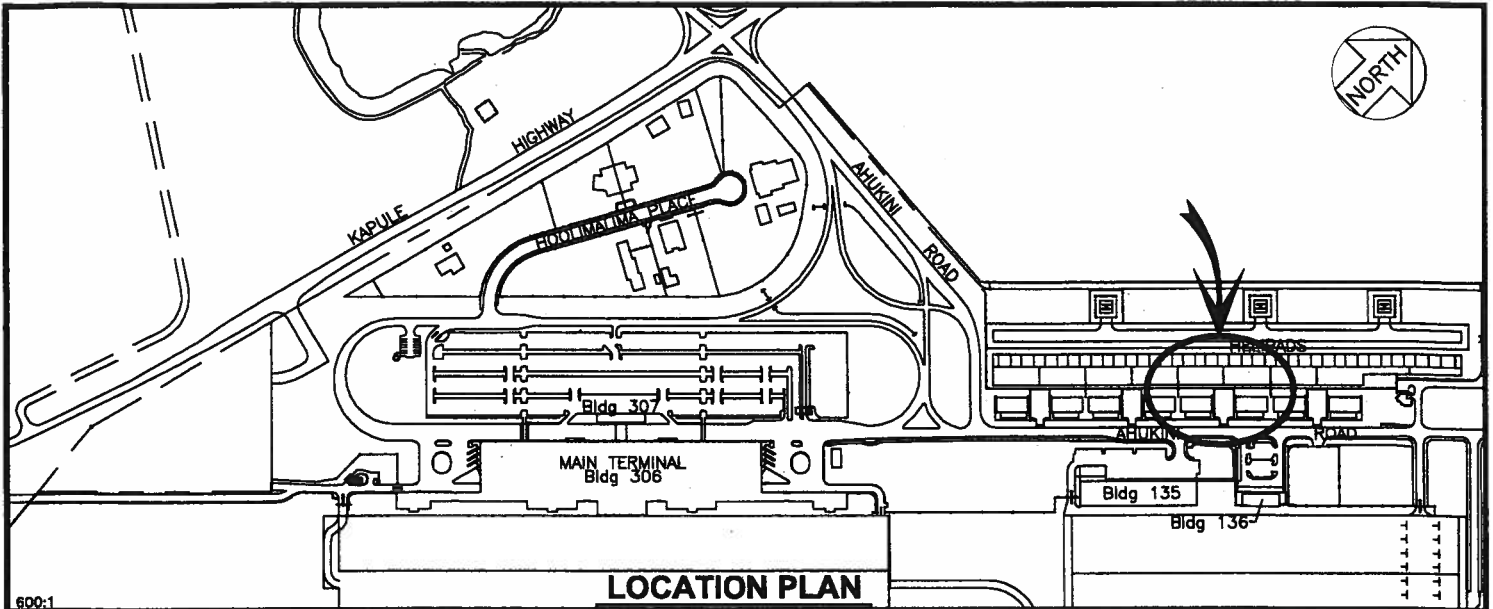 NORTH
HIGHWAY
KAPULE
HOOLIMALIMA PLACE
AHUKINI
ROAD
HELIPADS
Bldg 307
MAIN TERMINAL
Bldg 306
AHUKINI ROAD
Bldg 135
Bldg 136
LOCATION PLAN
600:1